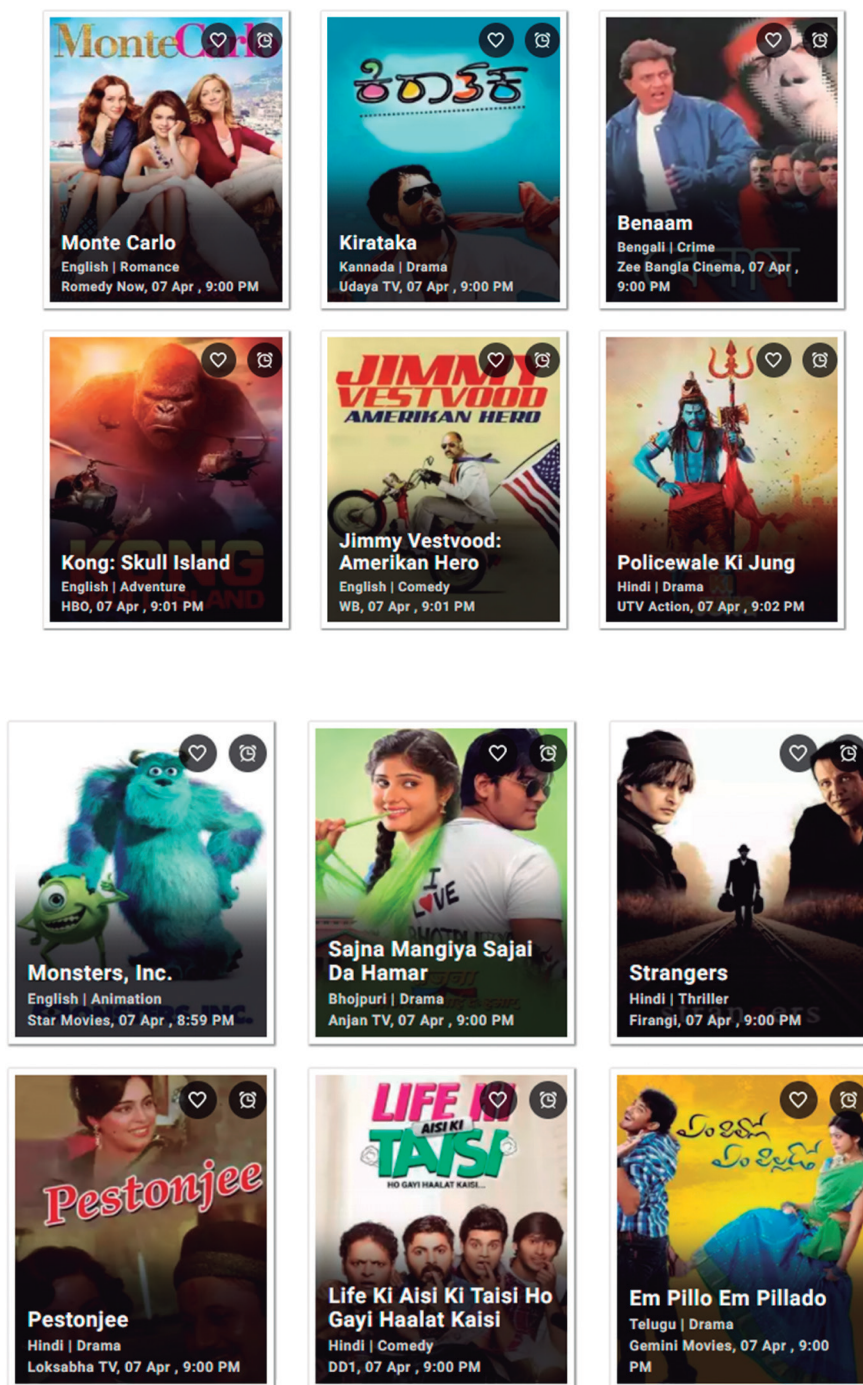 MonteCarlo
Monte Carlo
English | Romance
Romedy Now, 07 Apr , 9:00 PM
ಕಿರಾತಕ
Kirataka
Kannada | Drama
Udaya TV, 07 Apr , 9:00 PM
Benaam
Bengali | Crime
Zee Bangla Cinema, 07 Apr ,
9:00 PM
বেনাম
KONG
Kong: Skull Island
English | Adventure
HBO, 07 Apr , 9:01 PM
JIMMY
VESTVOOD
AMERIKAN HERO
Jimmy Vestvood:
Amerikan Hero
English | Comedy
WB, 07 Apr , 9:01 PM
Policewale Ki Jung
Hindi | Drama
UTV Action, 07 Apr , 9:02 PM
Monsters, Inc.
English | Animation
Star Movies, 07 Apr , 8:59 PM
I
LOVE
Sajna Mangiya Sajai
Da Hamar
Bhojpuri | Drama
Anjan TV, 07 Apr , 9:00 PM
Strangers
Hindi | Thriller
Firangi, 07 Apr , 9:00 PM
Pestonjee
Pestonjee
Hindi | Drama
Loksabha TV, 07 Apr , 9:00 PM
LIFE KI
AISI KI
TAISI
HO GAYI HAALAT KAISI...
Life Ki Aisi Ki Taisi Ho
Gayi Haalat Kaisi
Hindi | Comedy
DD1, 07 Apr , 9:00 PM
ఏం పిల్లో
ఏం పిల్లడో
Em Pillo Em Pillado
Telugu | Drama
Gemini Movies, 07 Apr , 9:00
PM